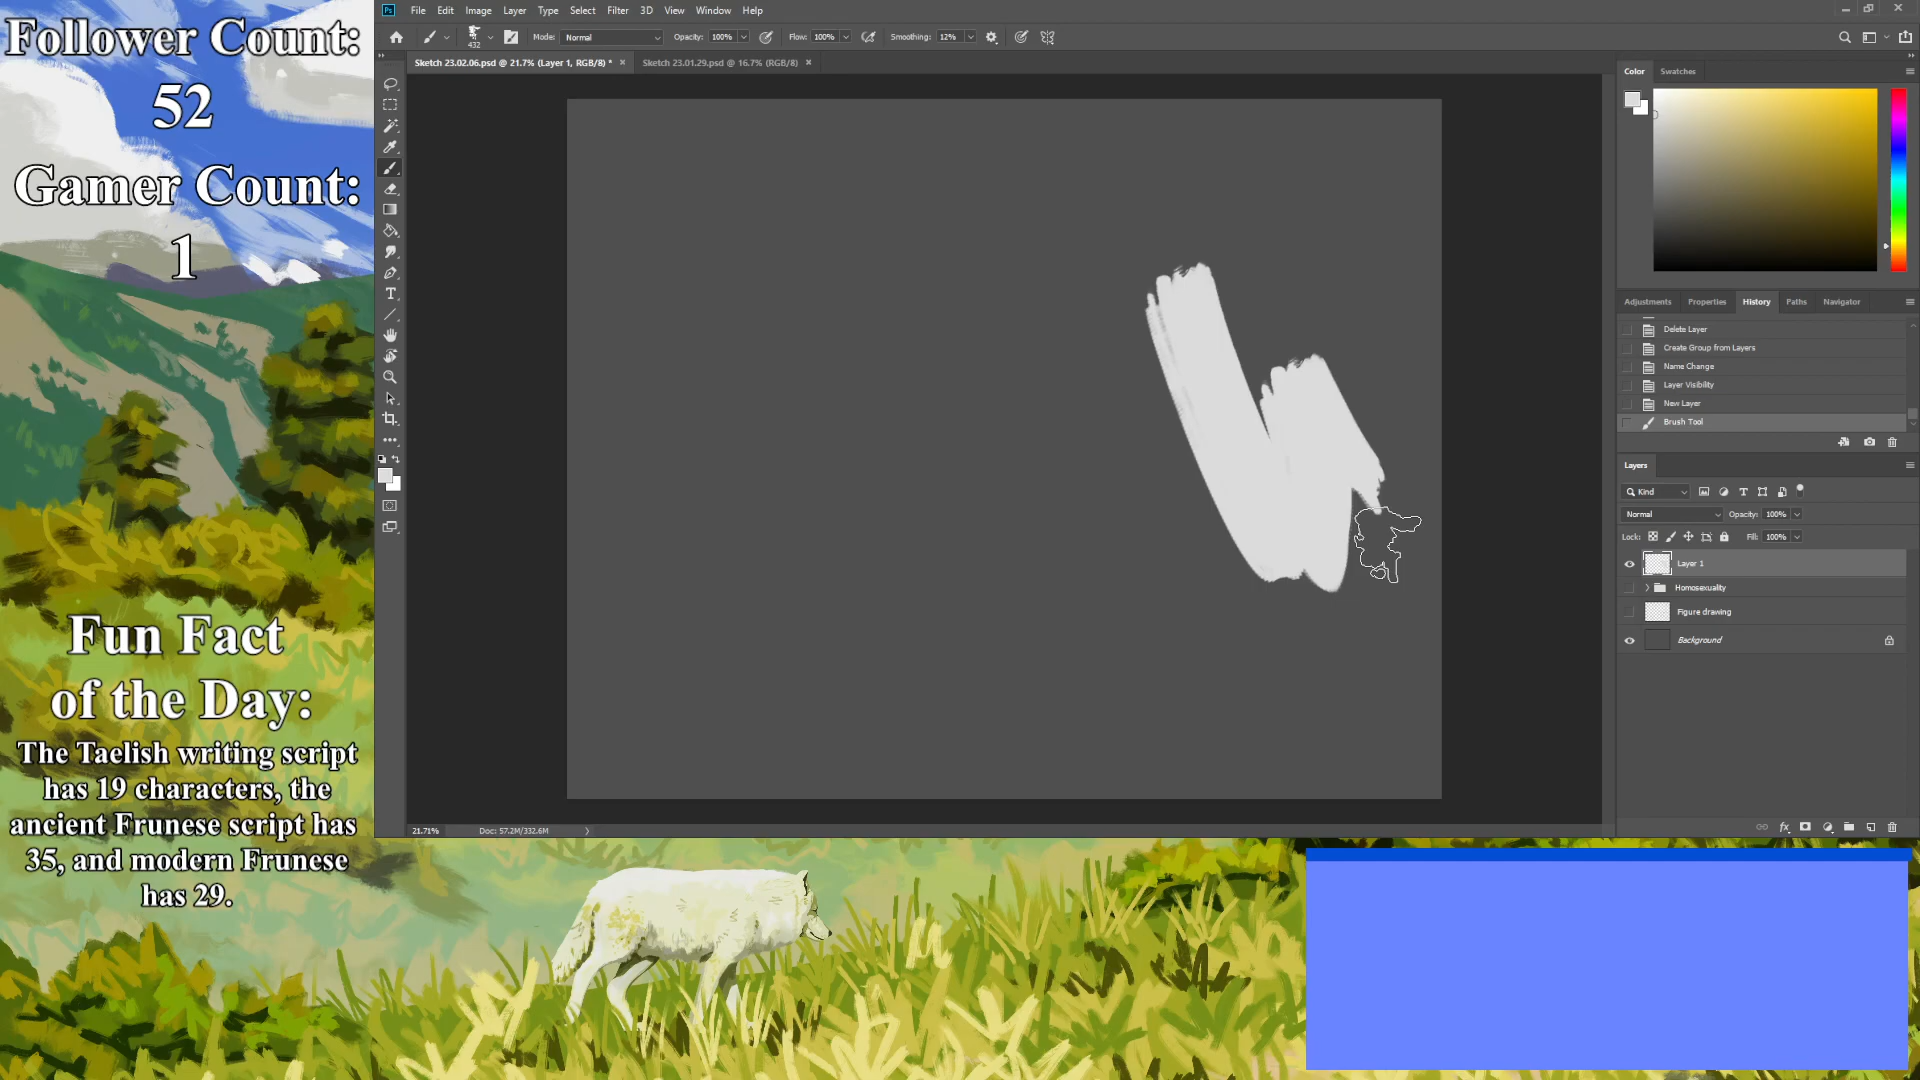 Follower Count:
52
Gamer Count:
1
Fun Fact
of the Day:
The Taelish writing script
has 19 characters, the
ancient Frunese script has
35, and modern Frunese
has 29.
Ps File Edit Image Layer Type Select Filter 3D View Window Help
432 Mode: Normal Opacity: 100% Flow: 100% Smoothing: 12%
Sketch 23.02.06.psd @ 21.7% (Layer 1, RGB/8) * × Sketch 23.01.29.psd @ 16.7% (RGB/8) ×
21.71% Doc: 57.2M/332.6M
Color Swatches
Adjustments Properties History Paths Navigator
Delete Layer
Create Group from Layers
Name Change
Layer Visibility
New Layer
Brush Tool
Layers
Kind
Normal Opacity: 100%
Lock: Fill: 100%
Layer 1
Homosexuality
Figure drawing
Background
fx